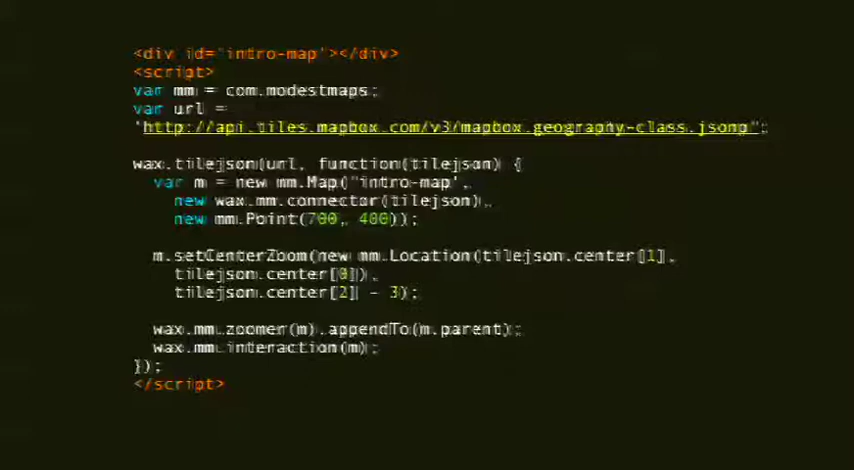 <div id="intro-map"></div>
<script>
var mm = com.modestmaps;
var url =
'http://api.tiles.mapbox.com/v3/mapbox.geography-class.jsonp";
wax.tilejson(url, function(tilejson) {
var m = new mm.Map("intro-map',
new wax.mm.connector(tilejson),
new mm.Point(700, 400));
m.setCenterZoom(new mm.Location(tilejson.center[1],
tilejson.center[0]),
tilejson.center[2] - 3);
wax.mm.zoomer(m).appendTo(m.parent);
wax.mm.interaction(m);
});
</script>